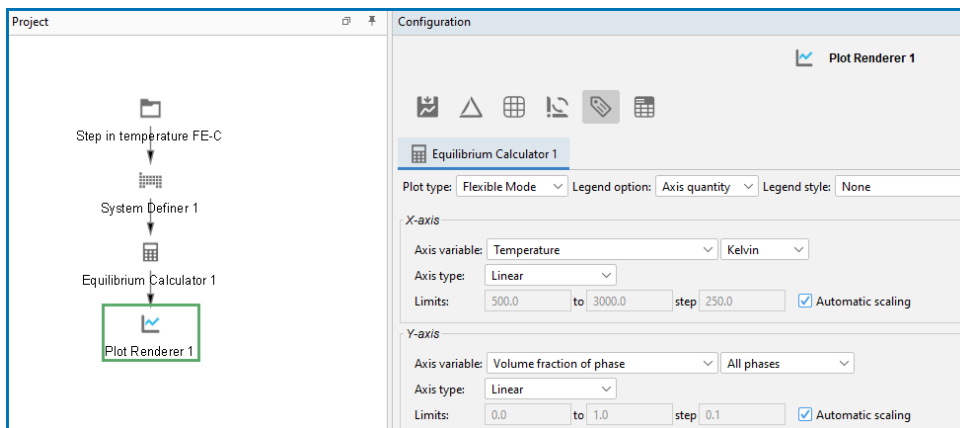 Project
Step in temperature FE-C
System Definer 1
Equilibrium Calculator 1
Plot Renderer 1
Configuration
Plot Renderer 1
Equilibrium Calculator 1
Plot type: Flexible Mode Legend option: Axis quantity Legend style: None
X-axis
Axis variable: Temperature Kelvin
Axis type: Linear
Limits: 500.0 to 3000.0 step 250.0 Automatic scaling
Y-axis
Axis variable: Volume fraction of phase All phases
Axis type: Linear
Limits: 0.0 to 1.0 step 0.1 Automatic scaling